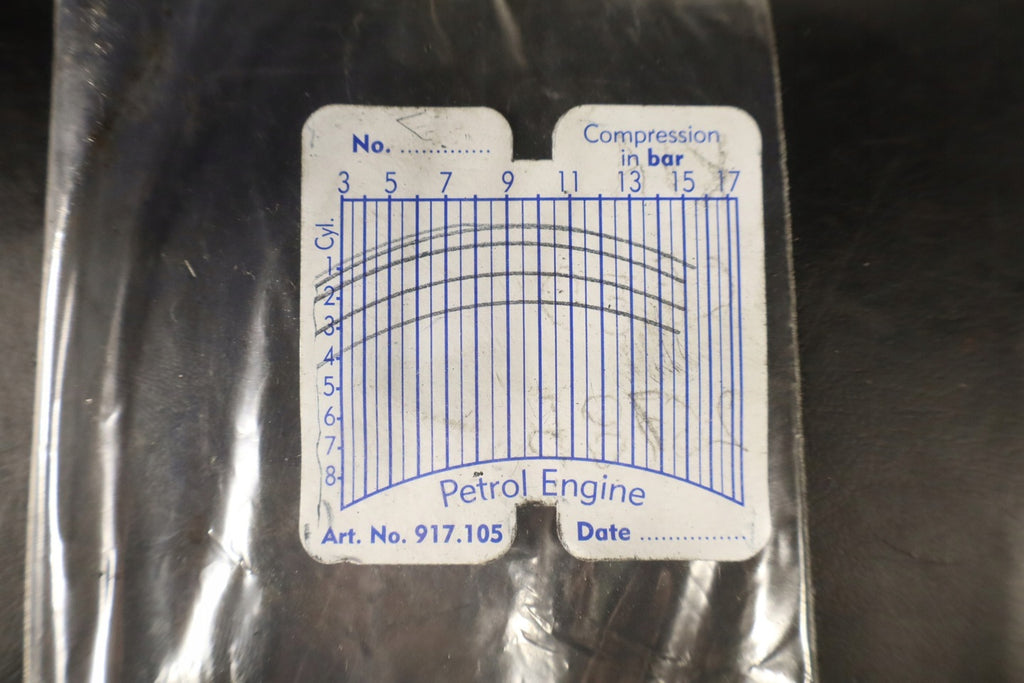 No. .............
Compression
in bar
3 5 7 9 11 13 15 17
Cyl.
1
2
3
4
5
6
7
8
Petrol Engine
Art. No. 917.105
Date ...............